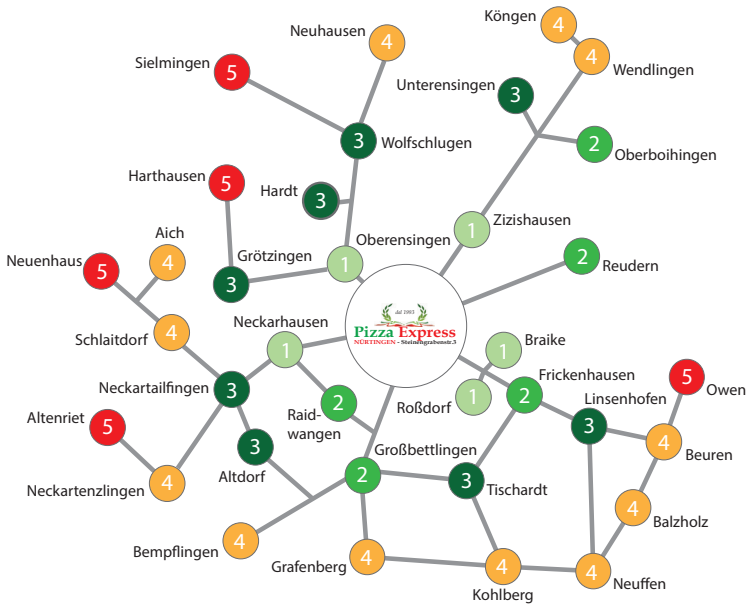 Köngen
4
Neuhausen
4
4
Wendlingen
Sielmingen
5
Unterensingen
3
3
Wolfschlugen
2
Oberboihingen
Harthausen
5
Hardt
3
Zizishausen
1
Aich
4
Oberensingen
1
Neuenhaus
5
Grötzingen
3
2
Reudern
dal 1993
Pizza Express
NÜRTINGEN - Steinengrabenstr.3
Schlaitdorf
4
Neckarhausen
1
Braike
1
Neckartailfingen
3
Raid-
wangen
2
Roßdorf
1
Frickenhausen
2
Owen
5
Linsenhofen
3
Altenriet
5
Altdorf
3
Großbettlingen
2
Beuren
4
Neckartenzlingen
4
3
Tischardt
4
Balzholz
Bempflingen
4
Grafenberg
4
4
Kohlberg
4
Neuffen